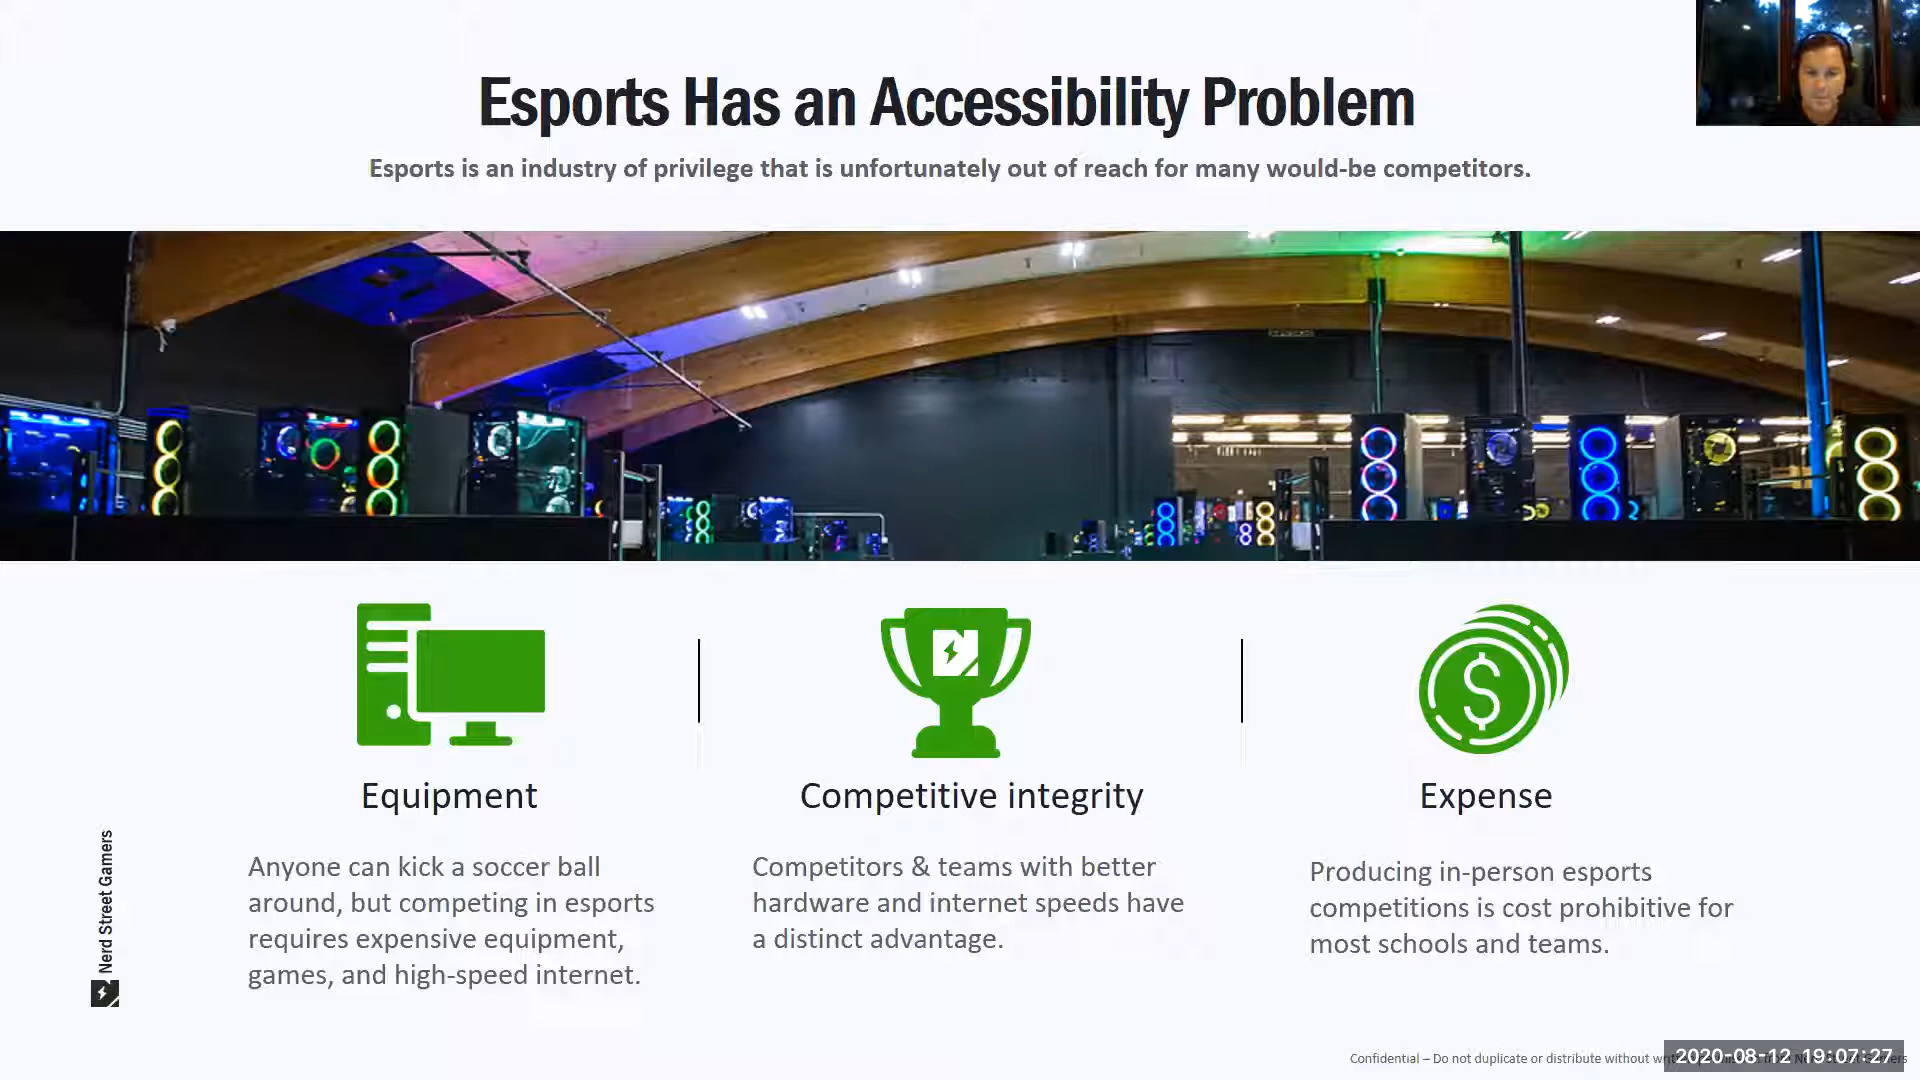 Esports Has an Accessibility Problem
Esports is an industry of privilege that is unfortunately out of reach for many would-be competitors.
Equipment
Anyone can kick a soccer ball
around, but competing in esports
requires expensive equipment,
games, and high-speed internet.
Competitive integrity
Competitors & teams with better
hardware and internet speeds have
a distinct advantage.
Expense
Producing in-person esports
competitions is cost prohibitive for
most schools and teams.
Nerd Street Gamers
Confidential – Do not duplicate or distribute without
2020-08-12 19:07:27